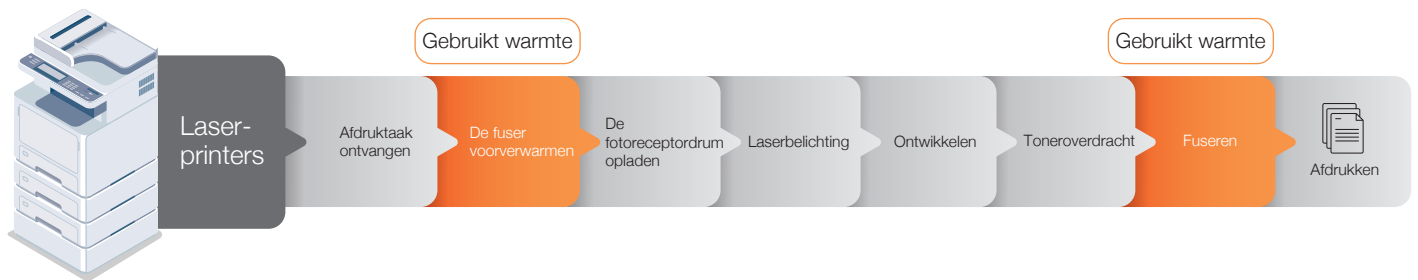 Gebruikt warmte
Gebruikt warmte
Laser-
printers
Afdruktaak
ontvangen
De fuser
voorverwarmen
De
fotoreceptordrum
opladen
Laserbelichting
Ontwikkelen
Toneroverdracht
Fuseren
Afdrukken